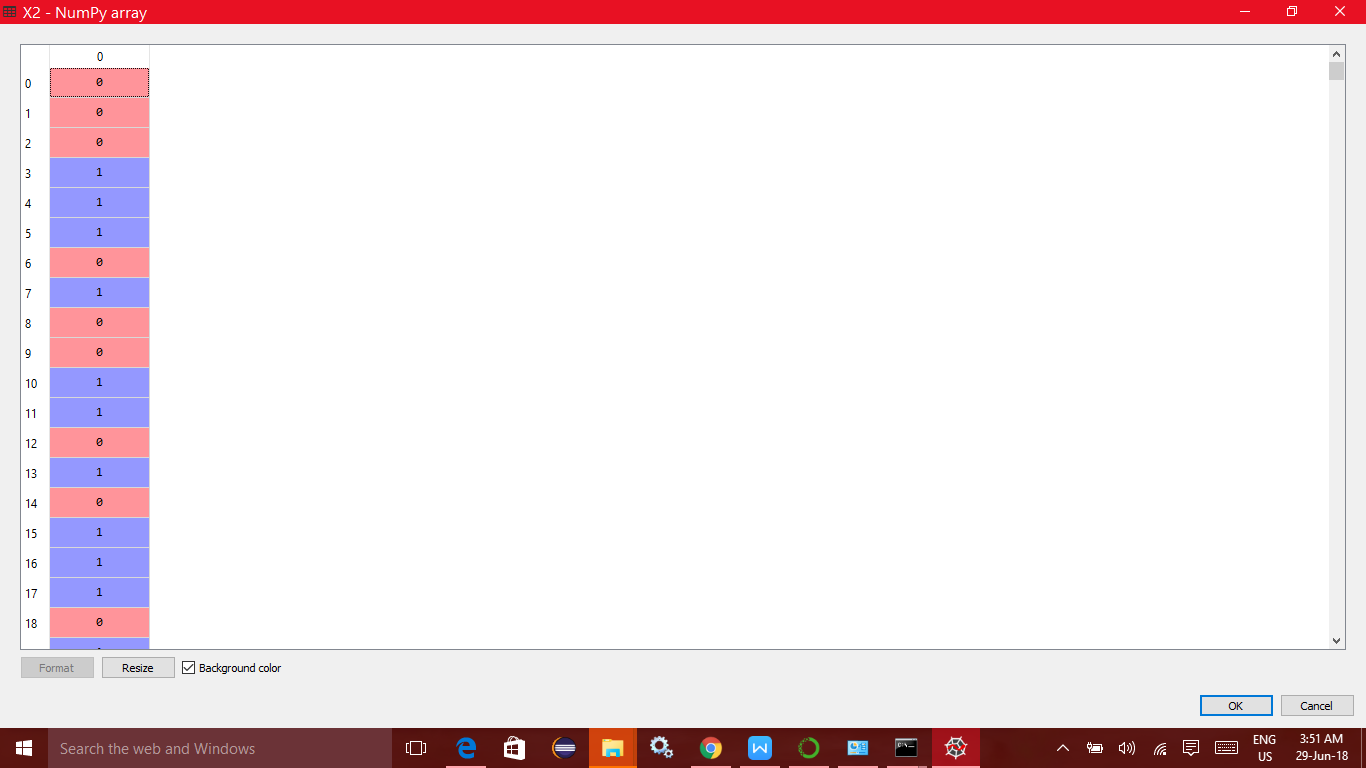 X2 - NumPy array
0
0 0
1 0
2 0
3 1
4 1
5 1
6 0
7 1
8 0
9 0
10 1
11 1
12 0
13 1
14 0
15 1
16 1
17 1
18 0
Format Resize Background color
OK Cancel
Search the web and Windows
ENG
US
3:51 AM
29-Jun-18